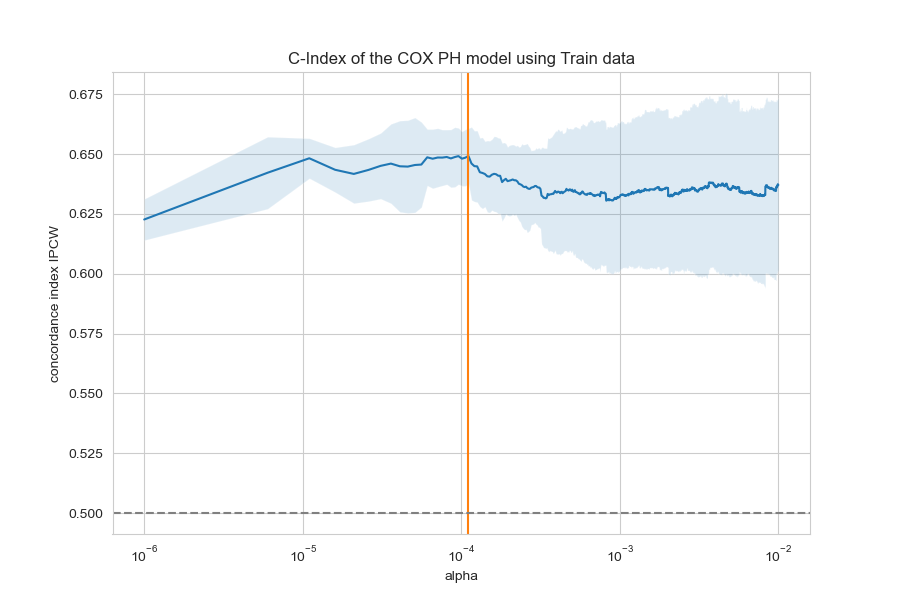 C-Index of the COX PH model using Train data
concordance index IPCW
0.675
0.650
0.625
0.600
0.575
0.550
0.525
0.500
10⁻⁶ 10⁻⁵ 10⁻⁴ 10⁻³ 10⁻²
alpha